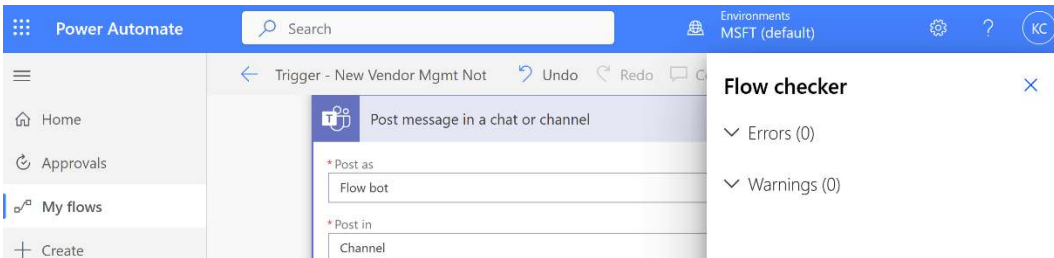 Power Automate
Search
Environments
MSFT (default)
?
KC
Trigger - New Vendor Mgmt Not
Undo
Redo
Flow checker
Home
Approvals
My flows
Create
Post message in a chat or channel
* Post as
Flow bot
* Post in
Channel
Errors (0)
Warnings (0)